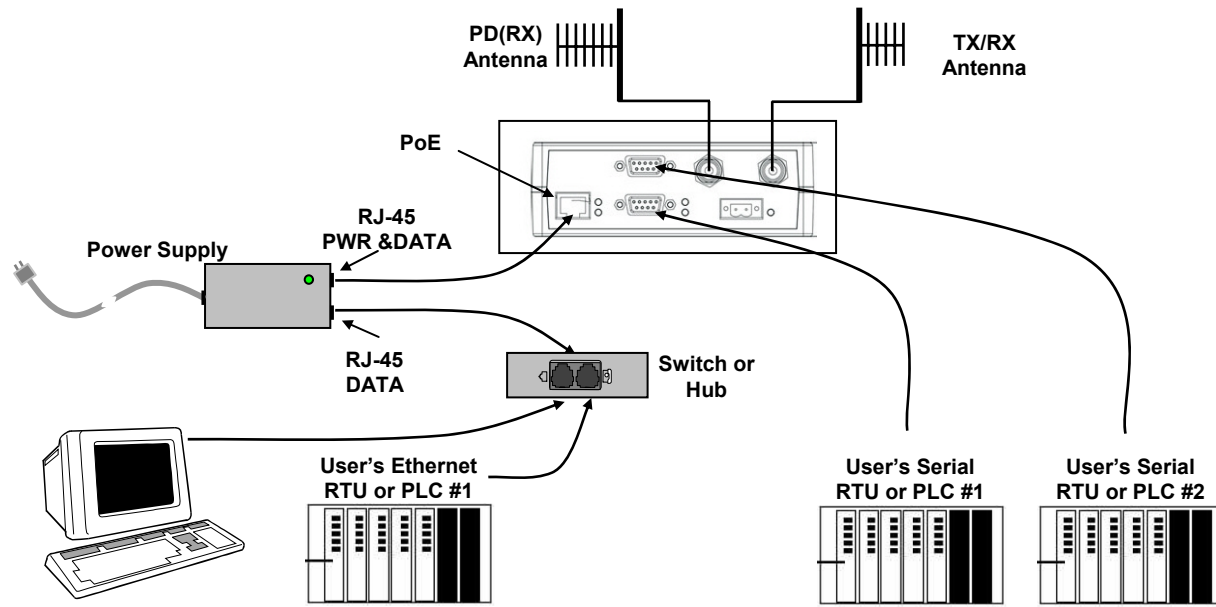 PD(RX)
Antenna
TX/RX
Antenna
PoE
RJ-45
PWR &DATA
Power Supply
RJ-45
DATA
Switch or
Hub
User's Ethernet
RTU or PLC #1
User's Serial
RTU or PLC #1
User's Serial
RTU or PLC #2